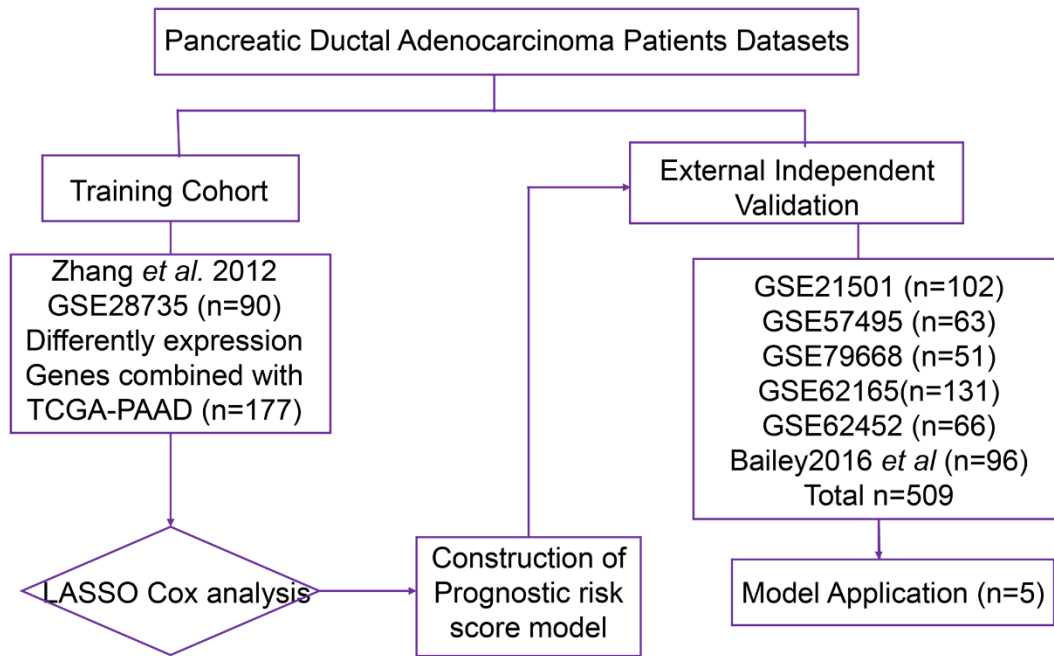 Pancreatic Ductal Adenocarcinoma Patients Datasets
Training Cohort
Zhang et al. 2012
GSE28735 (n=90)
Differently expression
Genes combined with
TCGA-PAAD (n=177)
LASSO Cox analysis
Construction of
Prognostic risk
score model
External Independent
Validation
GSE21501 (n=102)
GSE57495 (n=63)
GSE79668 (n=51)
GSE62165(n=131)
GSE62452 (n=66)
Bailey2016 et al (n=96)
Total n=509
Model Application (n=5)